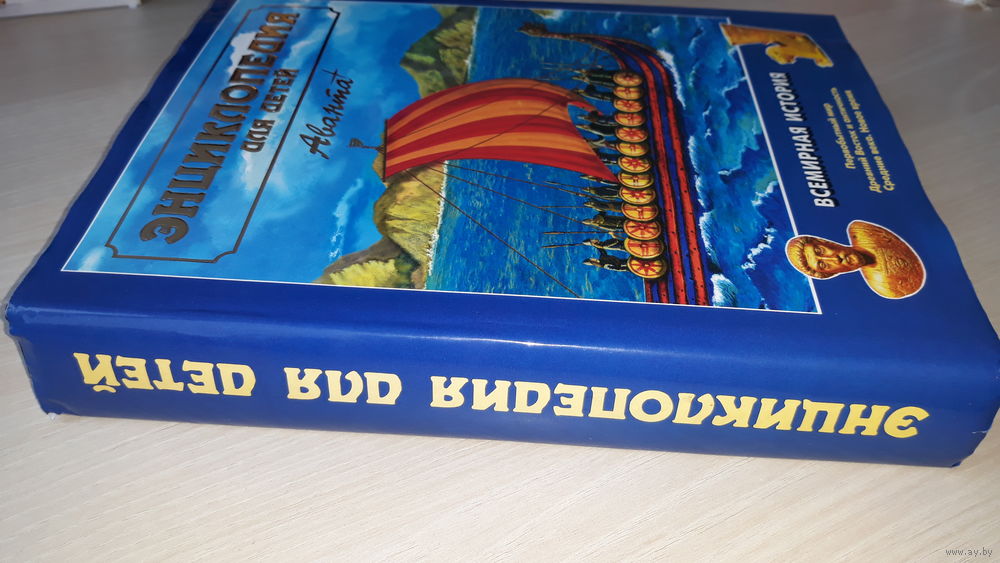 ЭНЦИКЛОПЕДИЯ
ДЛЯ ДЕТЕЙ
Аванта+
1
ВСЕМИРНАЯ ИСТОРИЯ
Первобытный мир
Древний Восток и античность
Средние века. Новое время
ЭНЦИКЛОПЕДИЯ ДЛЯ ДЕТЕЙ
www.ay.by